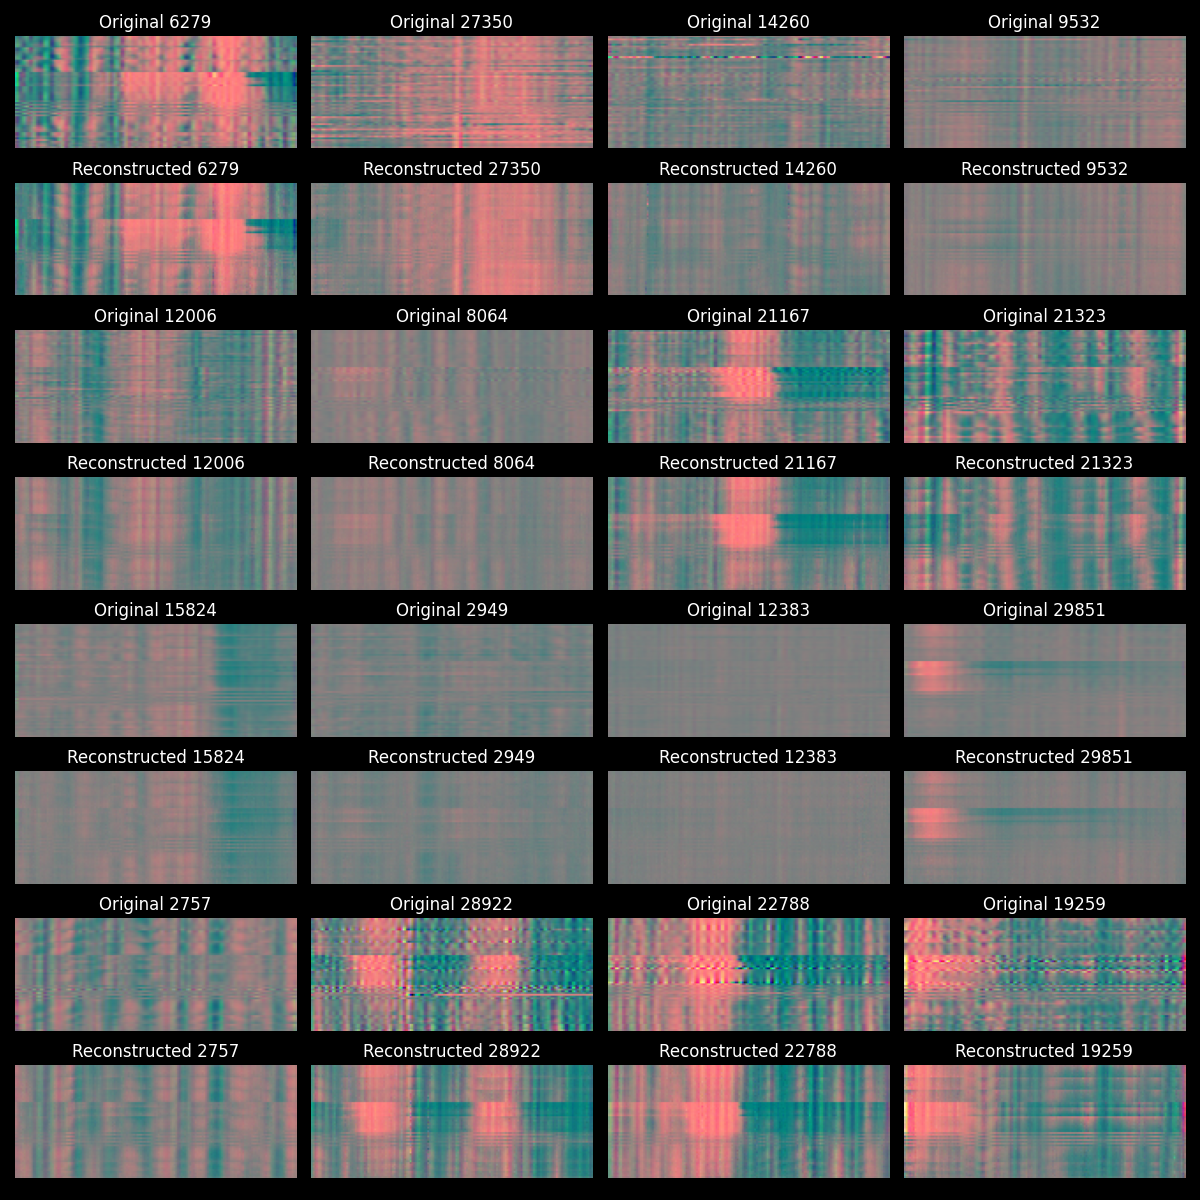 Original 6279
Original 27350
Original 14260
Original 9532
Reconstructed 6279
Reconstructed 27350
Reconstructed 14260
Reconstructed 9532
Original 12006
Original 8064
Original 21167
Original 21323
Reconstructed 12006
Reconstructed 8064
Reconstructed 21167
Reconstructed 21323
Original 15824
Original 2949
Original 12383
Original 29851
Reconstructed 15824
Reconstructed 2949
Reconstructed 12383
Reconstructed 29851
Original 2757
Original 28922
Original 22788
Original 19259
Reconstructed 2757
Reconstructed 28922
Reconstructed 22788
Reconstructed 19259